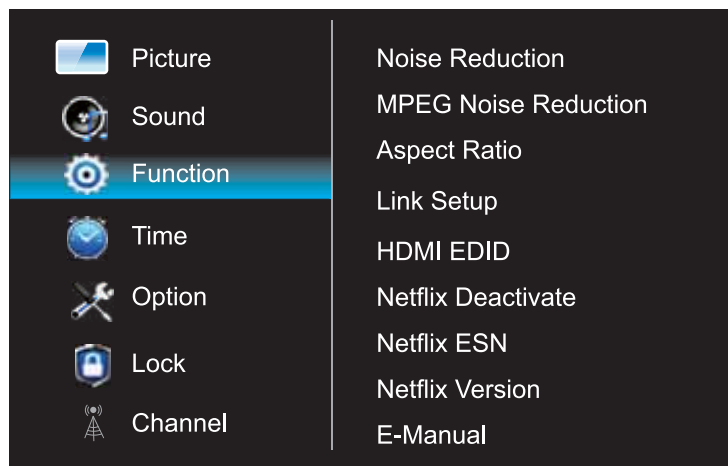 Picture
Sound
Function
Time
Option
Lock
Channel
Noise Reduction
MPEG Noise Reduction
Aspect Ratio
Link Setup
HDMI EDID
Netflix Deactivate
Netflix ESN
Netflix Version
E-Manual